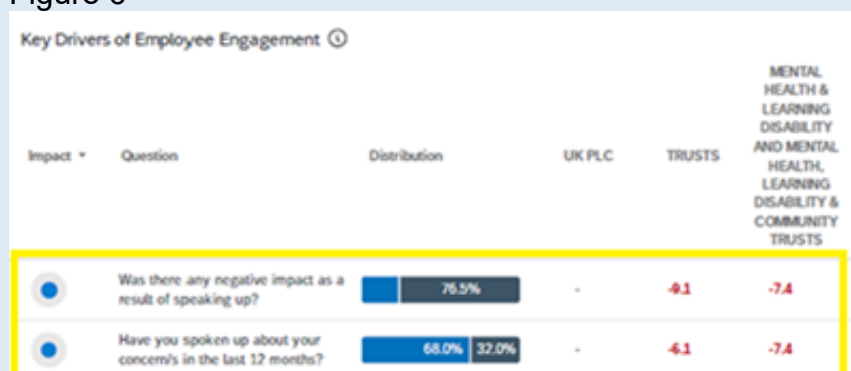 Key Drivers of Employee Engagement
MENTAL
HEALTH &
LEARNING
DISABILITY
AND MENTAL
HEALTH,
LEARNING
DISABILITY &
COMMUNITY
TRUSTS
Impact Question Distribution UK PLC TRUSTS
Was there any negative impact as a
result of speaking up?
76.5% - -9.1 -7.4
Have you spoken up about your
concern/s in the last 12 months?
68.0% 32.0% - -6.1 -7.4